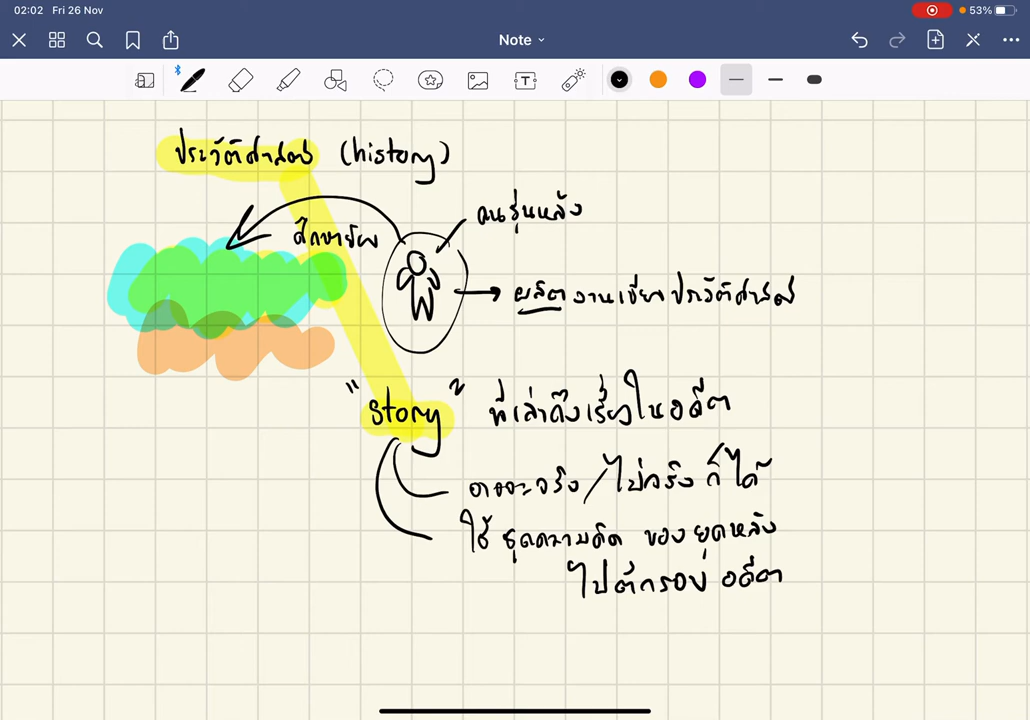 02:02 Fri 26 Nov
53%
Note
ประวัติศาสตร์ (history)
คนรุ่นหลัง
ศึกษาย้อน
ผลิตงานเขียนประวัติศาสตร์
"story" ที่เล่าถึงเรื่องในอดีต
อาจจะจริง/ไม่จริงก็ได้
ใช้ชุดความคิด ของยุคหลัง
ไปตีกรอบอดีต